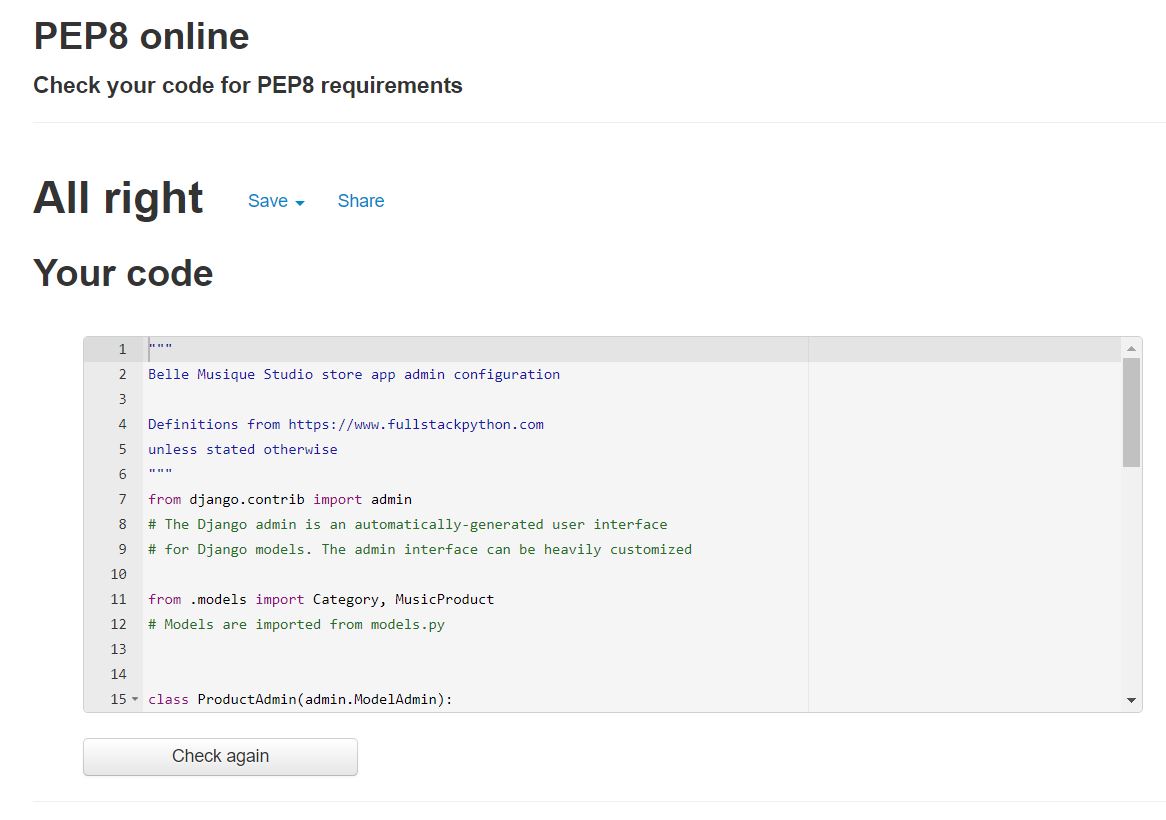 PEP8 online
Check your code for PEP8 requirements
All right Save Share
Your code
1 """
2 Belle Musique Studio store app admin configuration
3
4 Definitions from https://www.fullstackpython.com
5 unless stated otherwise
6 """
7 from django.contrib import admin
8 # The Django admin is an automatically-generated user interface
9 # for Django models. The admin interface can be heavily customized
10
11 from .models import Category, MusicProduct
12 # Models are imported from models.py
13
14
15 class ProductAdmin(admin.ModelAdmin):
Check again